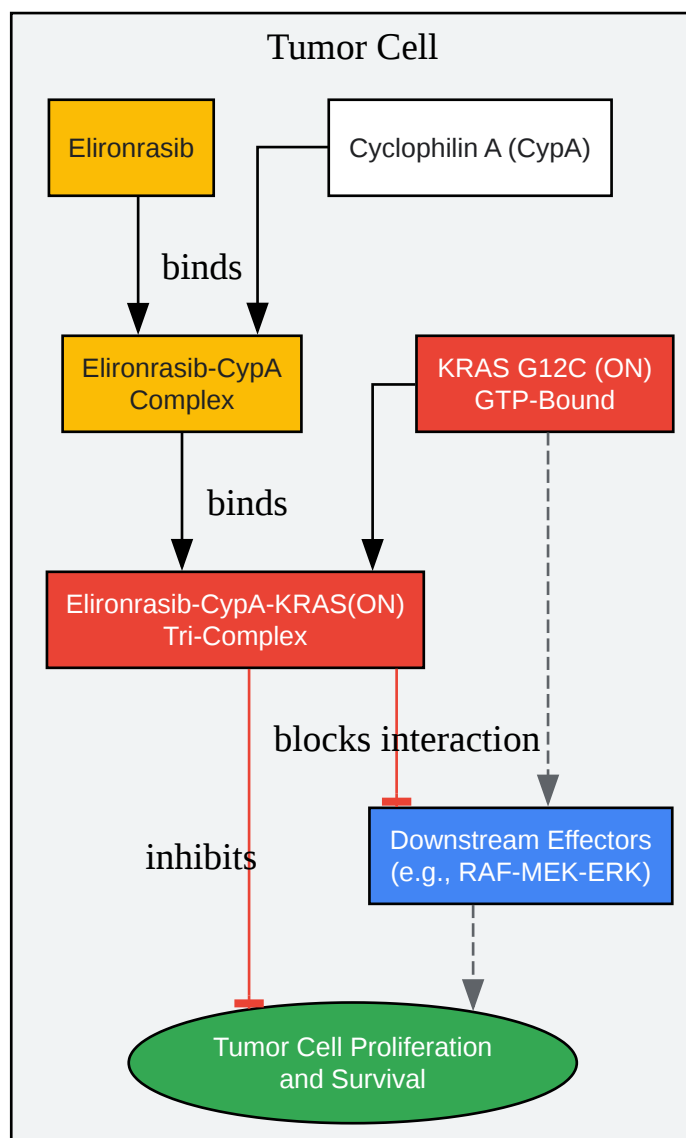 Tumor Cell
Elironrasib
Cyclophilin A (CypA)
binds
Elironrasib-CypA
Complex
KRAS G12C (ON)
GTP-Bound
binds
Elironrasib-CypA-KRAS(ON)
Tri-Complex
blocks interaction
inhibits
Downstream Effectors
(e.g., RAF-MEK-ERK)
Tumor Cell Proliferation
and Survival